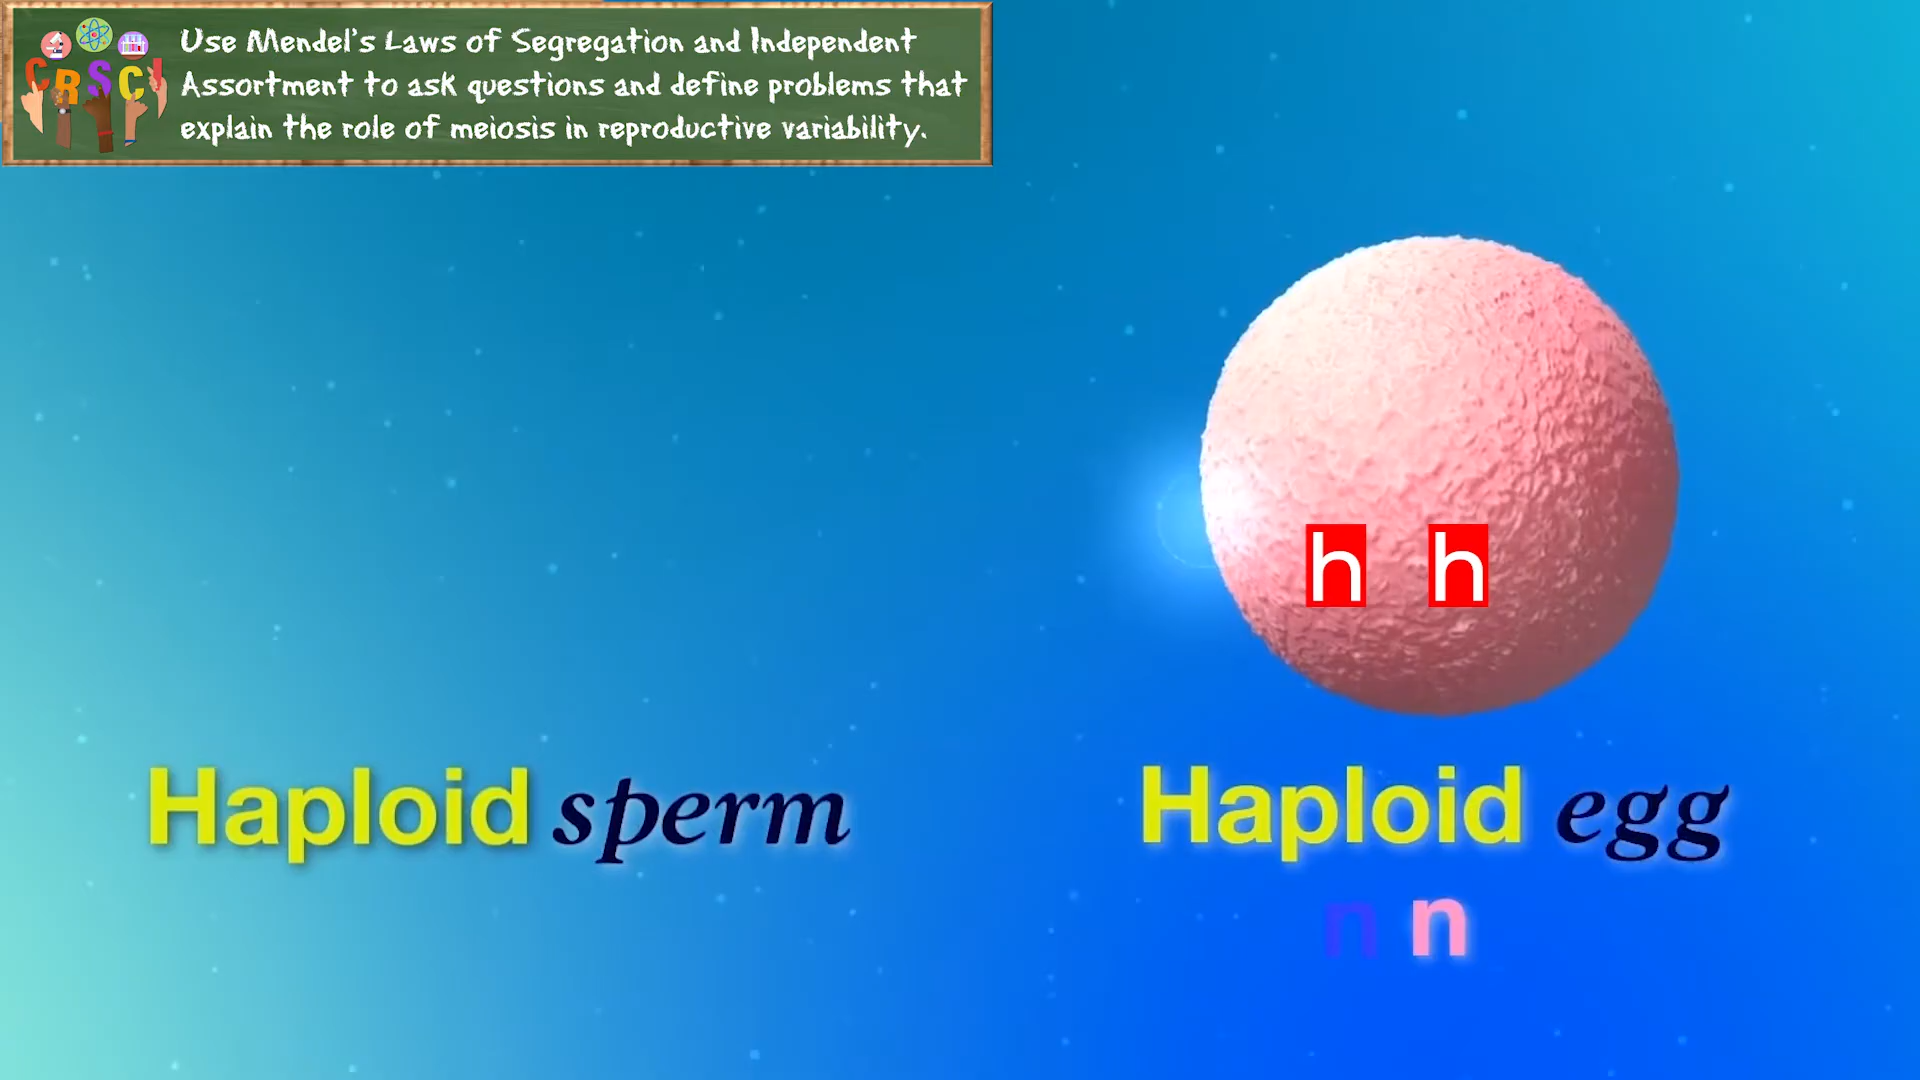 CRSCI
Use Mendel's Laws of Segregation and Independent
Assortment to ask questions and define problems that
explain the role of meiosis in reproductive variability.
h h
Haploid sperm
Haploid egg
n n